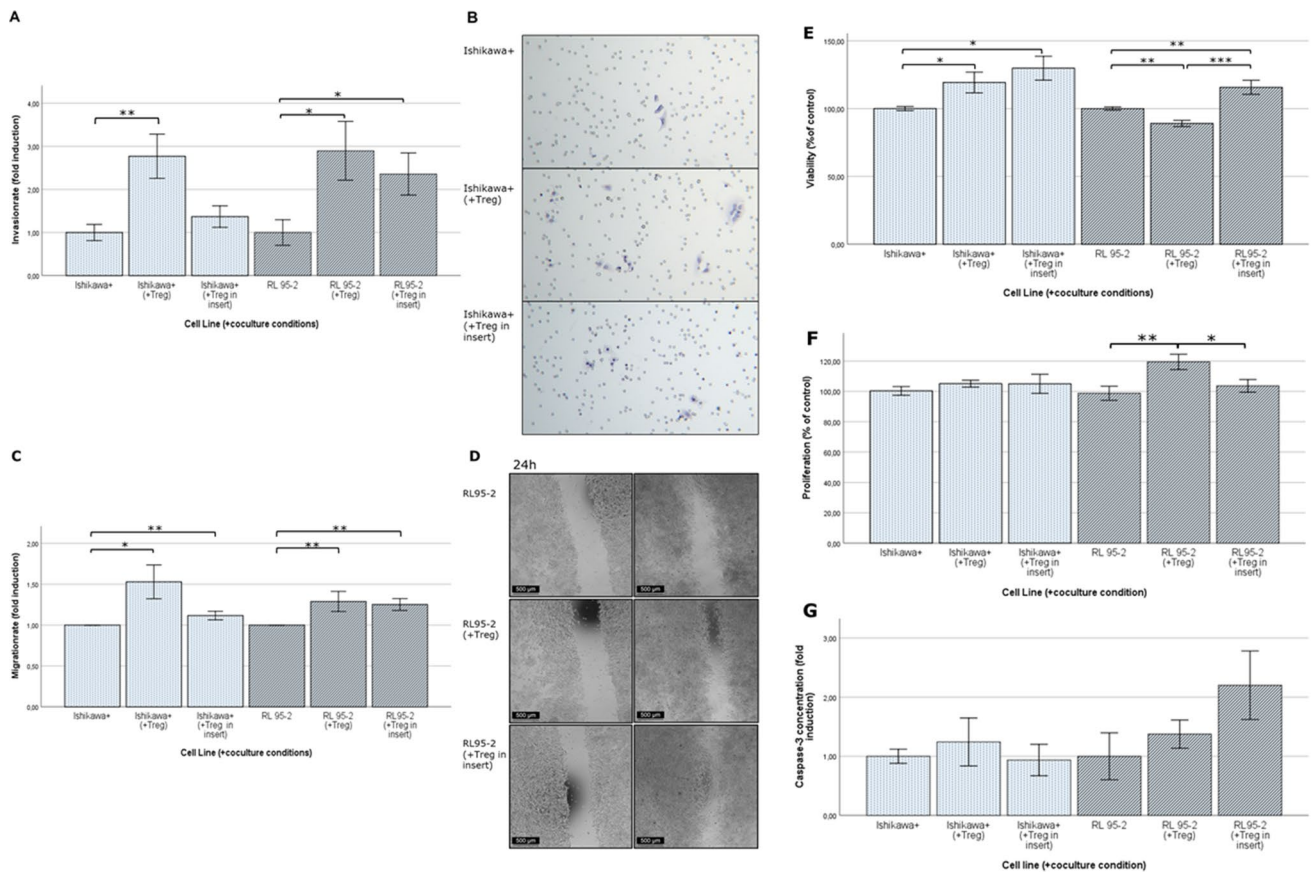 A
Invasionrate (fold induction)
4,00
3,00
2,00
1,00
0,00
**
*
*
Ishikawa+
Ishikawa+
(+Treg)
Ishikawa+
(+Treg in
insert)
RL 95-2
RL 95-2
(+Treg)
RL95-2
(+Treg in
insert)
Cell Line (+coculture conditions)
B
Ishikawa+
Ishikawa+
(+Treg)
Ishikawa+
(+Treg in
insert)
C
Migrationrate (fold induction)
2,00
1,50
1,00
0,50
0,00
**
*
**
**
Ishikawa+
Ishikawa+
(+Treg)
Ishikawa+
(+Treg in
insert)
RL 95-2
RL 95-2
(+Treg)
RL95-2
(+Treg in
insert)
Cell Line (+coculture conditions)
D
24h
RL95-2
500 µm
500 µm
RL95-2
(+Treg)
500 µm
500 µm
RL95-2
(+Treg in
insert)
500 µm
500 µm
E
Viability (%of control)
150,00
100,00
50,00
0,00
*
*
**
**
***
Ishikawa+
Ishikawa+
(+Treg)
Ishikawa+
(+Treg in
insert)
RL 95-2
RL 95-2
(+Treg)
RL95-2
(+Treg in
insert)
Cell Line (+coculture conditions)
F
Proliferation (% of control)
120,00
100,00
80,00
60,00
40,00
20,00
0,00
**
*
Ishikawa+
Ishikawa+
(+Treg)
Ishikawa+
(+Treg in
insert)
RL 95-2
RL 95-2
(+Treg)
RL95-2
(+Treg in
insert)
Cell Line (+coculture condition)
G
Caspase-3 concentration (fold
induction)
3,00
2,00
1,00
0,00
Ishikawa+
Ishikawa+
(+Treg)
Ishikawa+
(+Treg in
insert)
RL 95-2
RL 95-2
(+Treg)
RL95-2
(+Treg in
insert)
Cell line (+coculture condition)